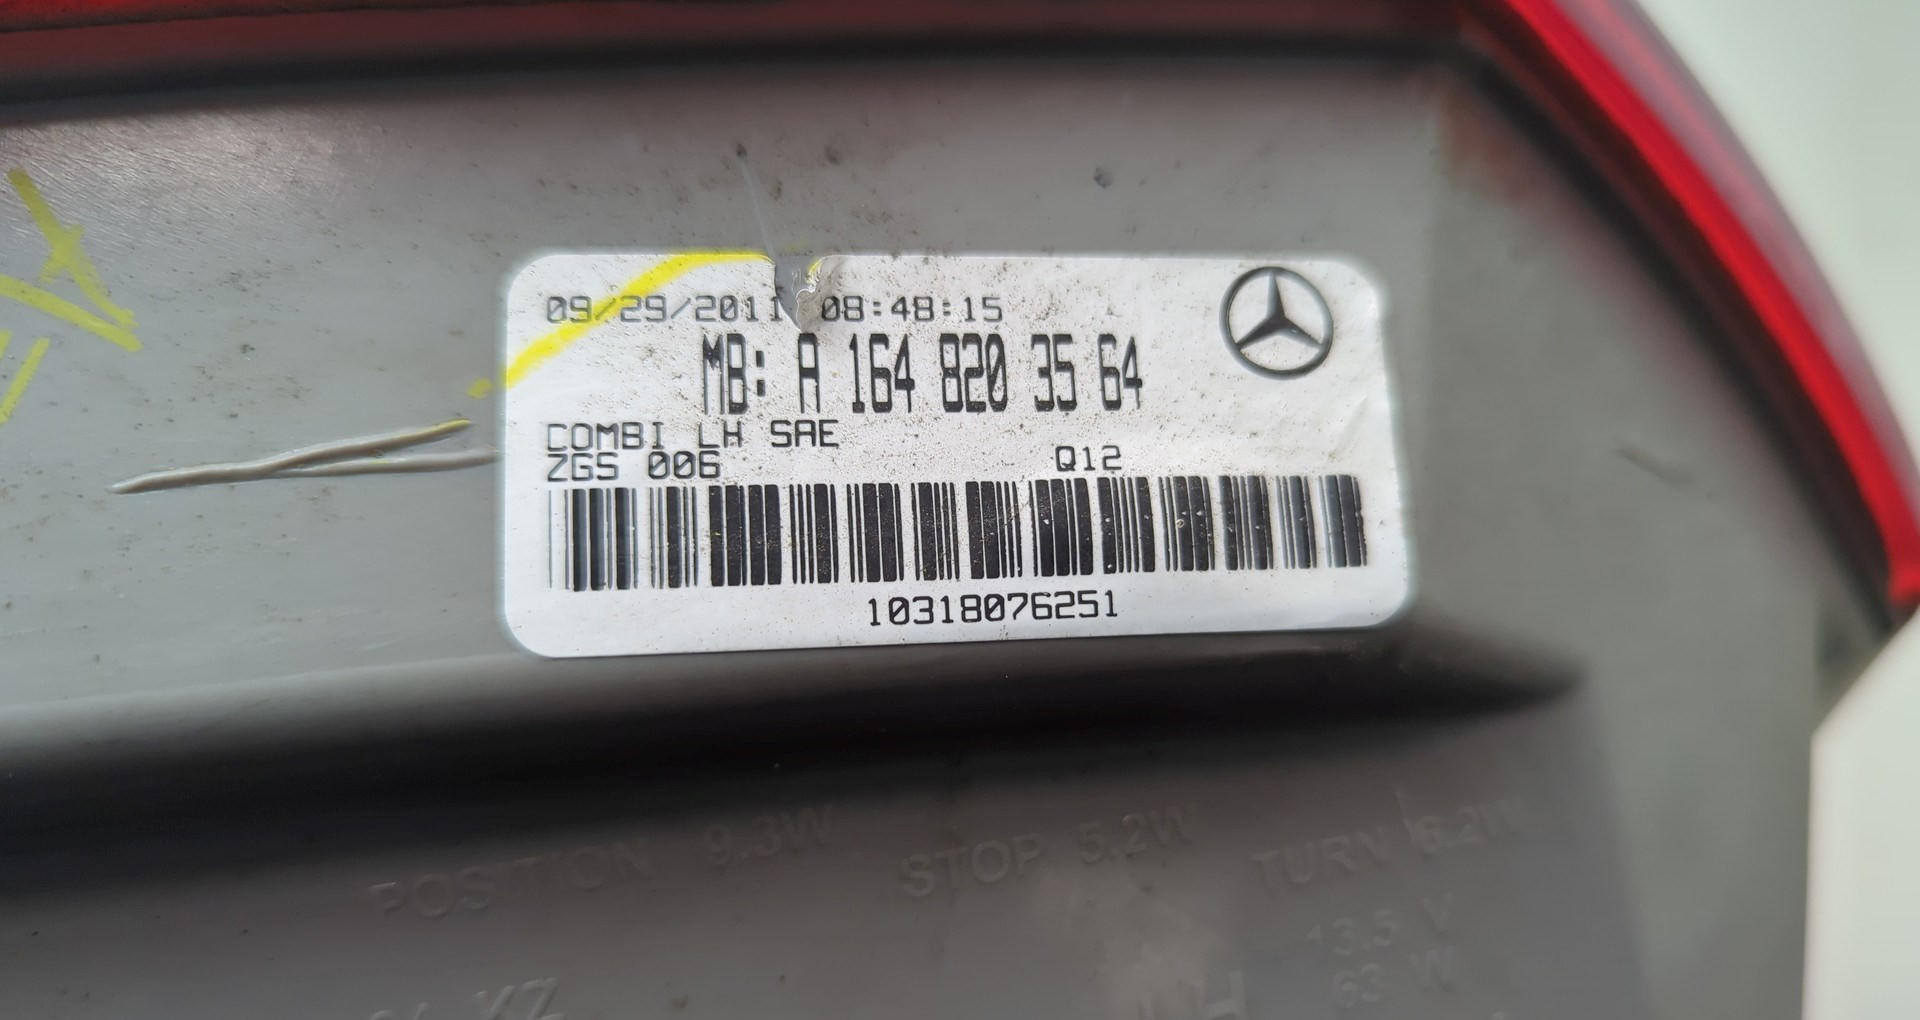 09/29/2011 08:48:15
MB: A 164 820 35 64
COMBI LH SAE
ZGS 006 Q12
10318076251
POSITION 9.3W STOP 5.2W TURN 6.2W
13.5 V
LH 63 W